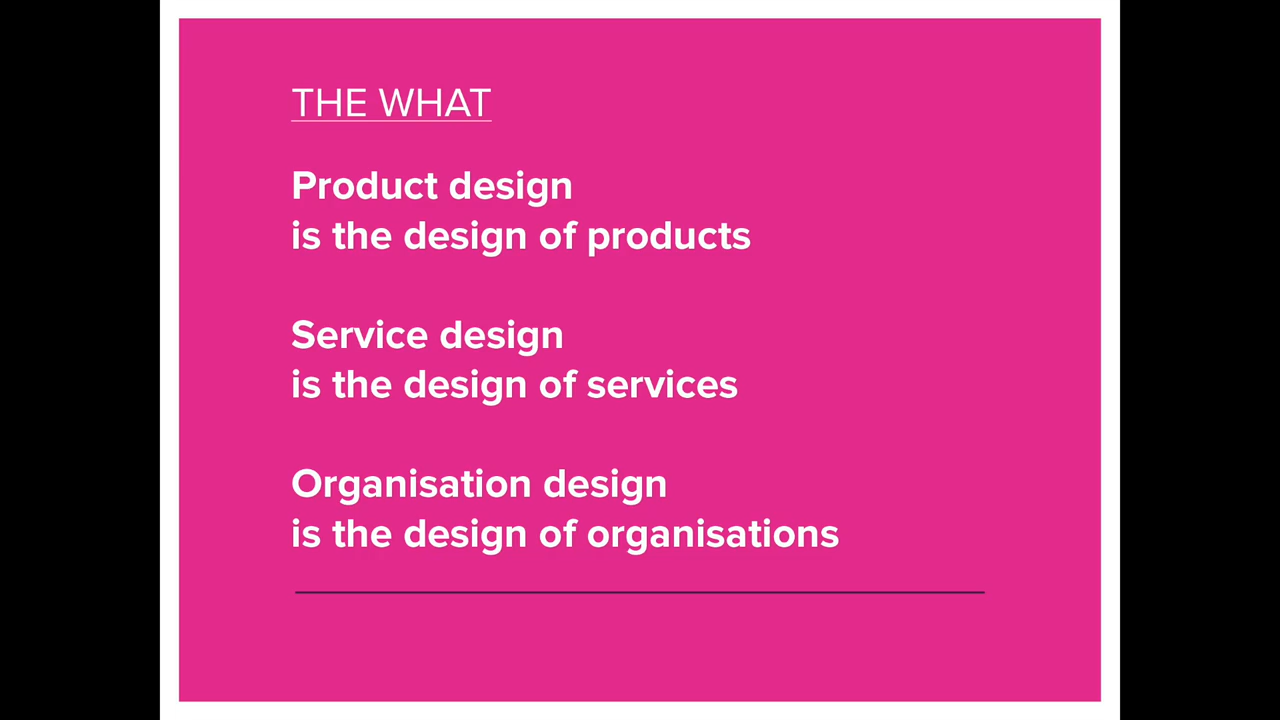 THE WHAT
Product design
is the design of products
Service design
is the design of services
Organisation design
is the design of organisations